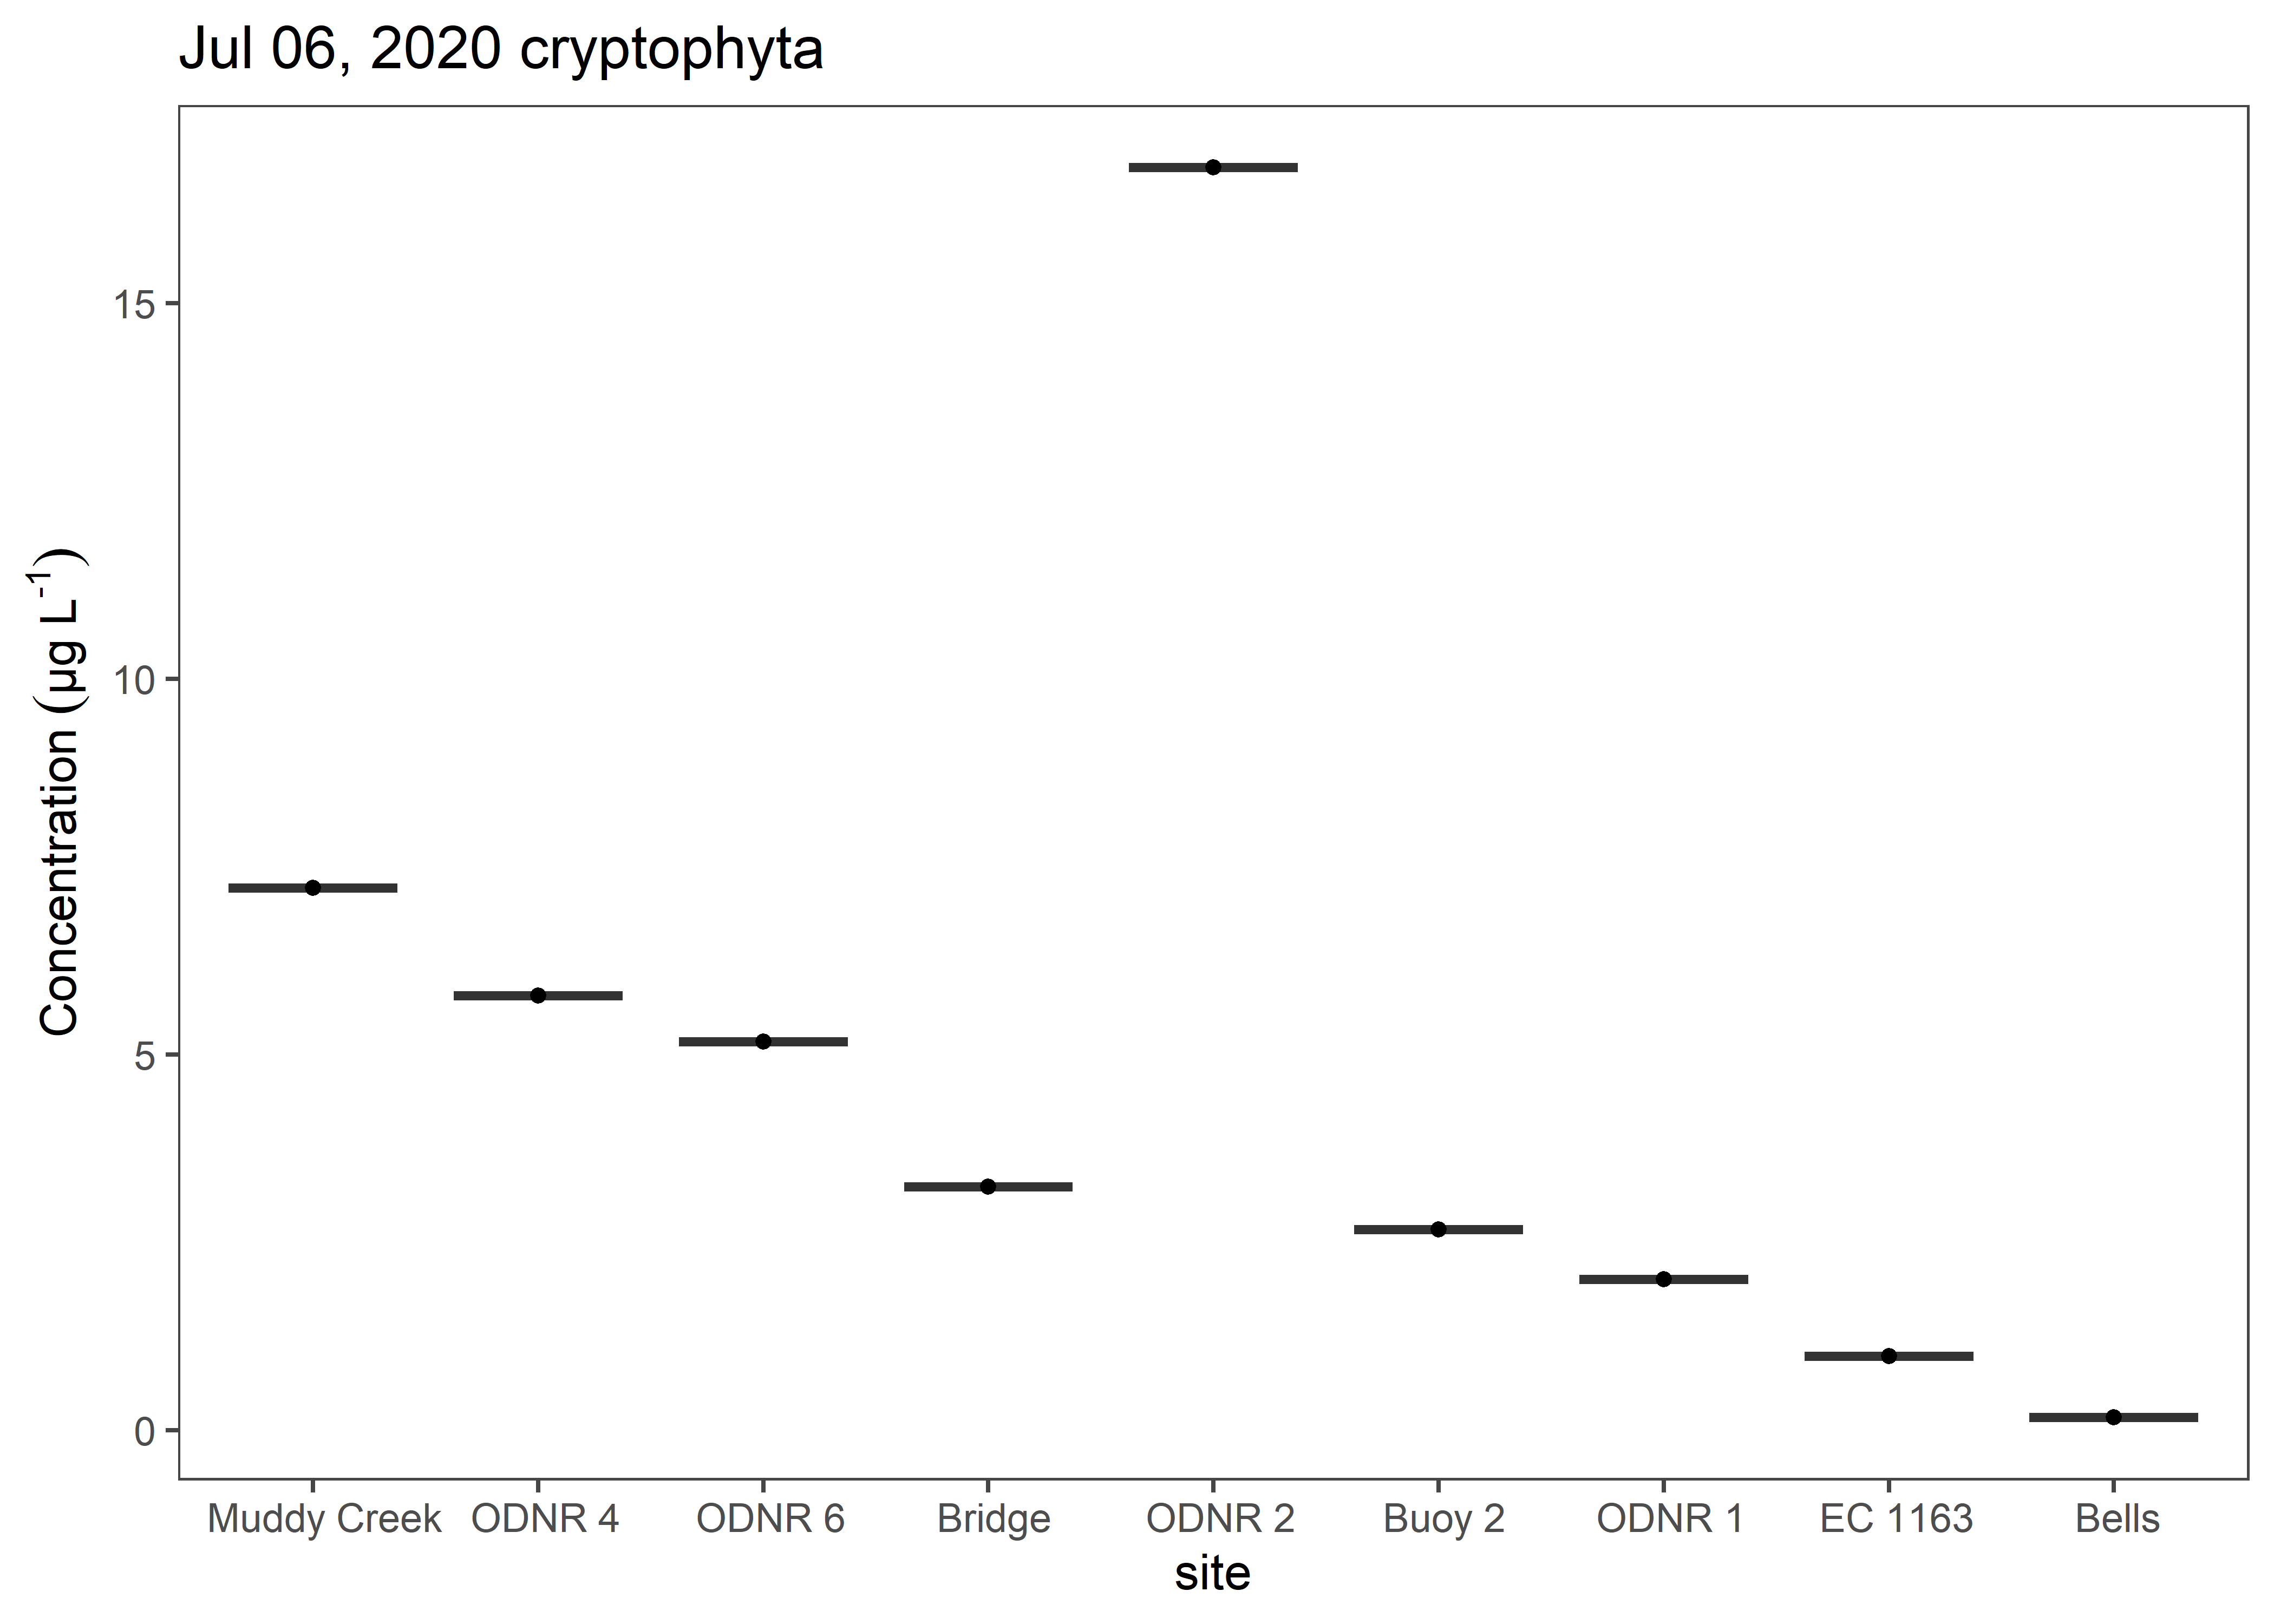 Jul 06, 2020 cryptophyta
Concentration (µg L⁻¹)
15
10
5
0
Muddy Creek ODNR 4 ODNR 6 Bridge ODNR 2 Buoy 2 ODNR 1 EC 1163 Bells
site